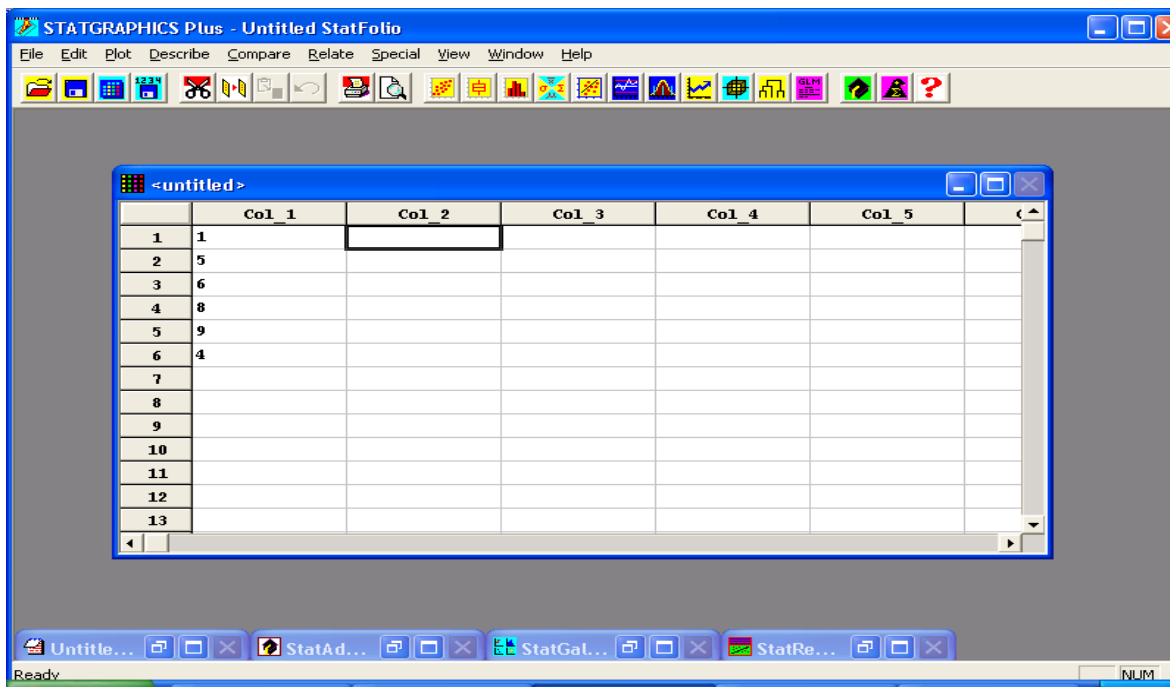 STATGRAPHICS Plus - Untitled StatFolio
File Edit Plot Describe Compare Relate Special View Window Help
1234
GLM
?
<untitled>
Col_1 Col_2 Col_3 Col_4 Col_5
1 1
2 5
3 6
4 8
5 9
6 4
7
8
9
10
11
12
13
Untitle... StatAd... StatGal... StatRe...
Ready NUM